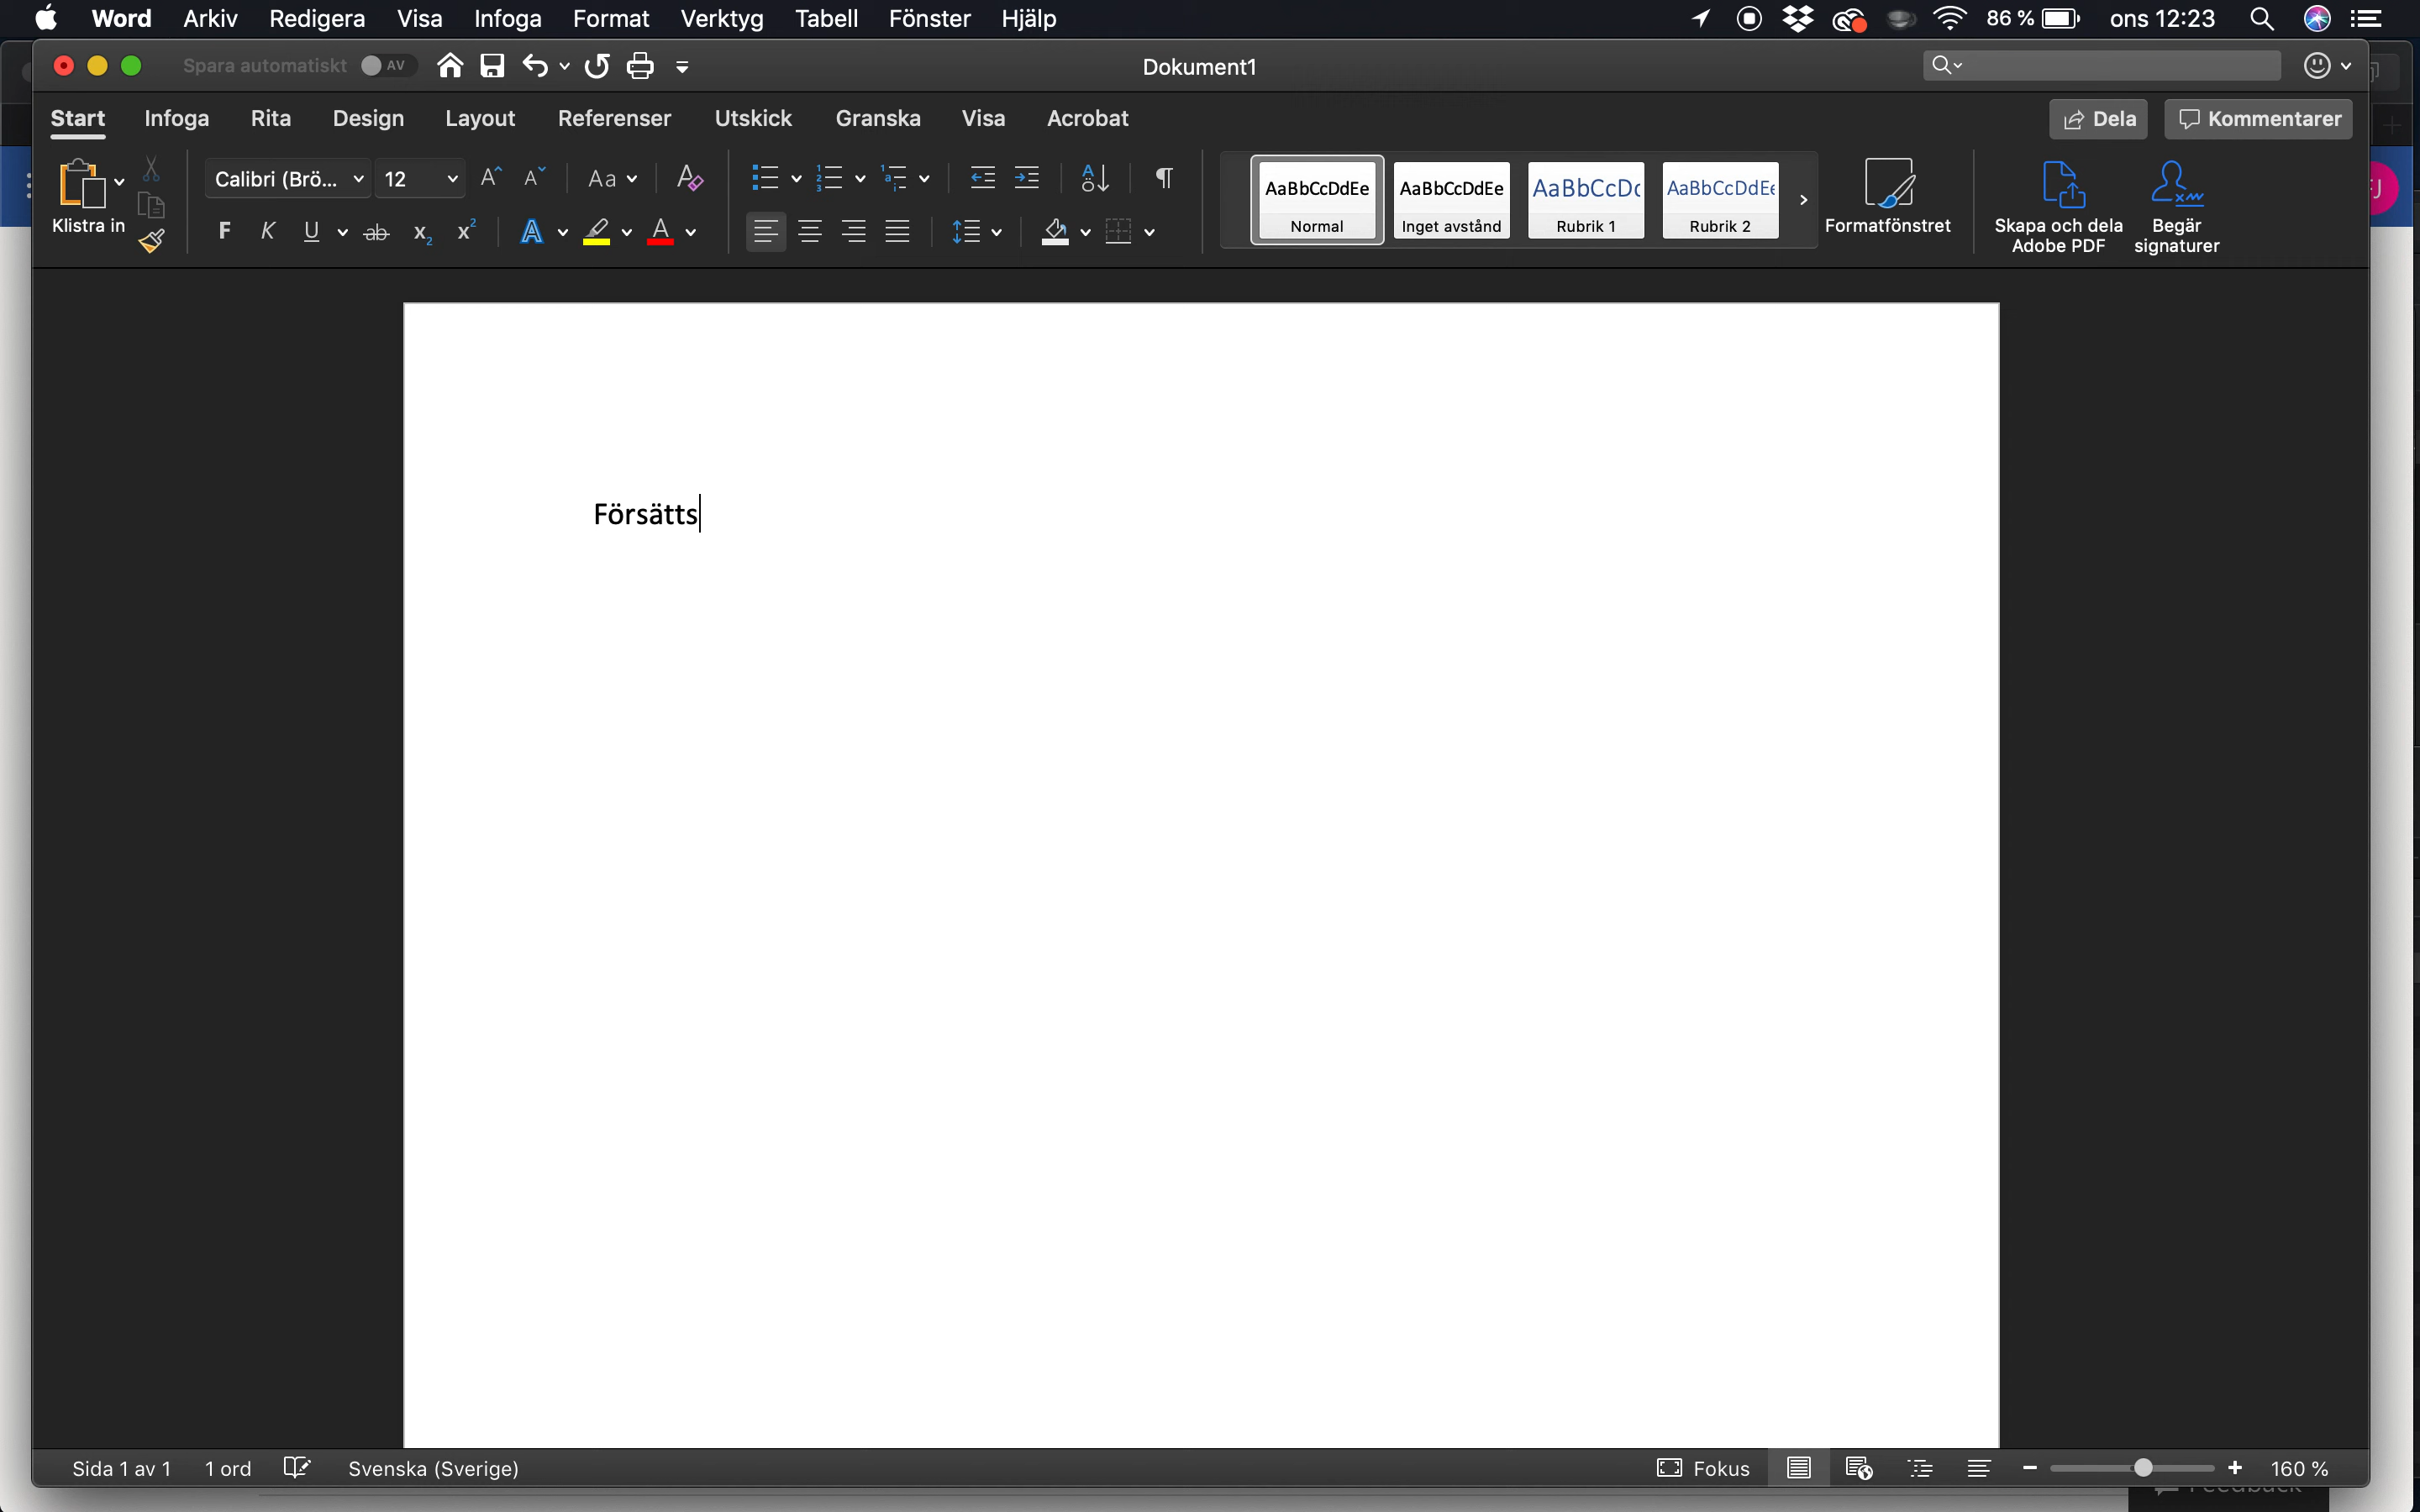 Word Arkiv Redigera Visa Infoga Format Verktyg Tabell Fönster Hjälp 86 % ons 12:23
Spara automatiskt AV Dokument1
Start Infoga Rita Design Layout Referenser Utskick Granska Visa Acrobat Dela Kommentarer
Klistra in
Calibri (Brö... 12 Aa
F K U ab x2 x2 A A
AaBbCcDdEe AaBbCcDdEe AaBbCcDc AaBbCcDdEe
Normal Inget avstånd Rubrik 1 Rubrik 2
Formatfönstret
Skapa och dela
Adobe PDF
Begär
signaturer
Försätts
Sida 1 av 1 1 ord Svenska (Sverige) Fokus 160 %